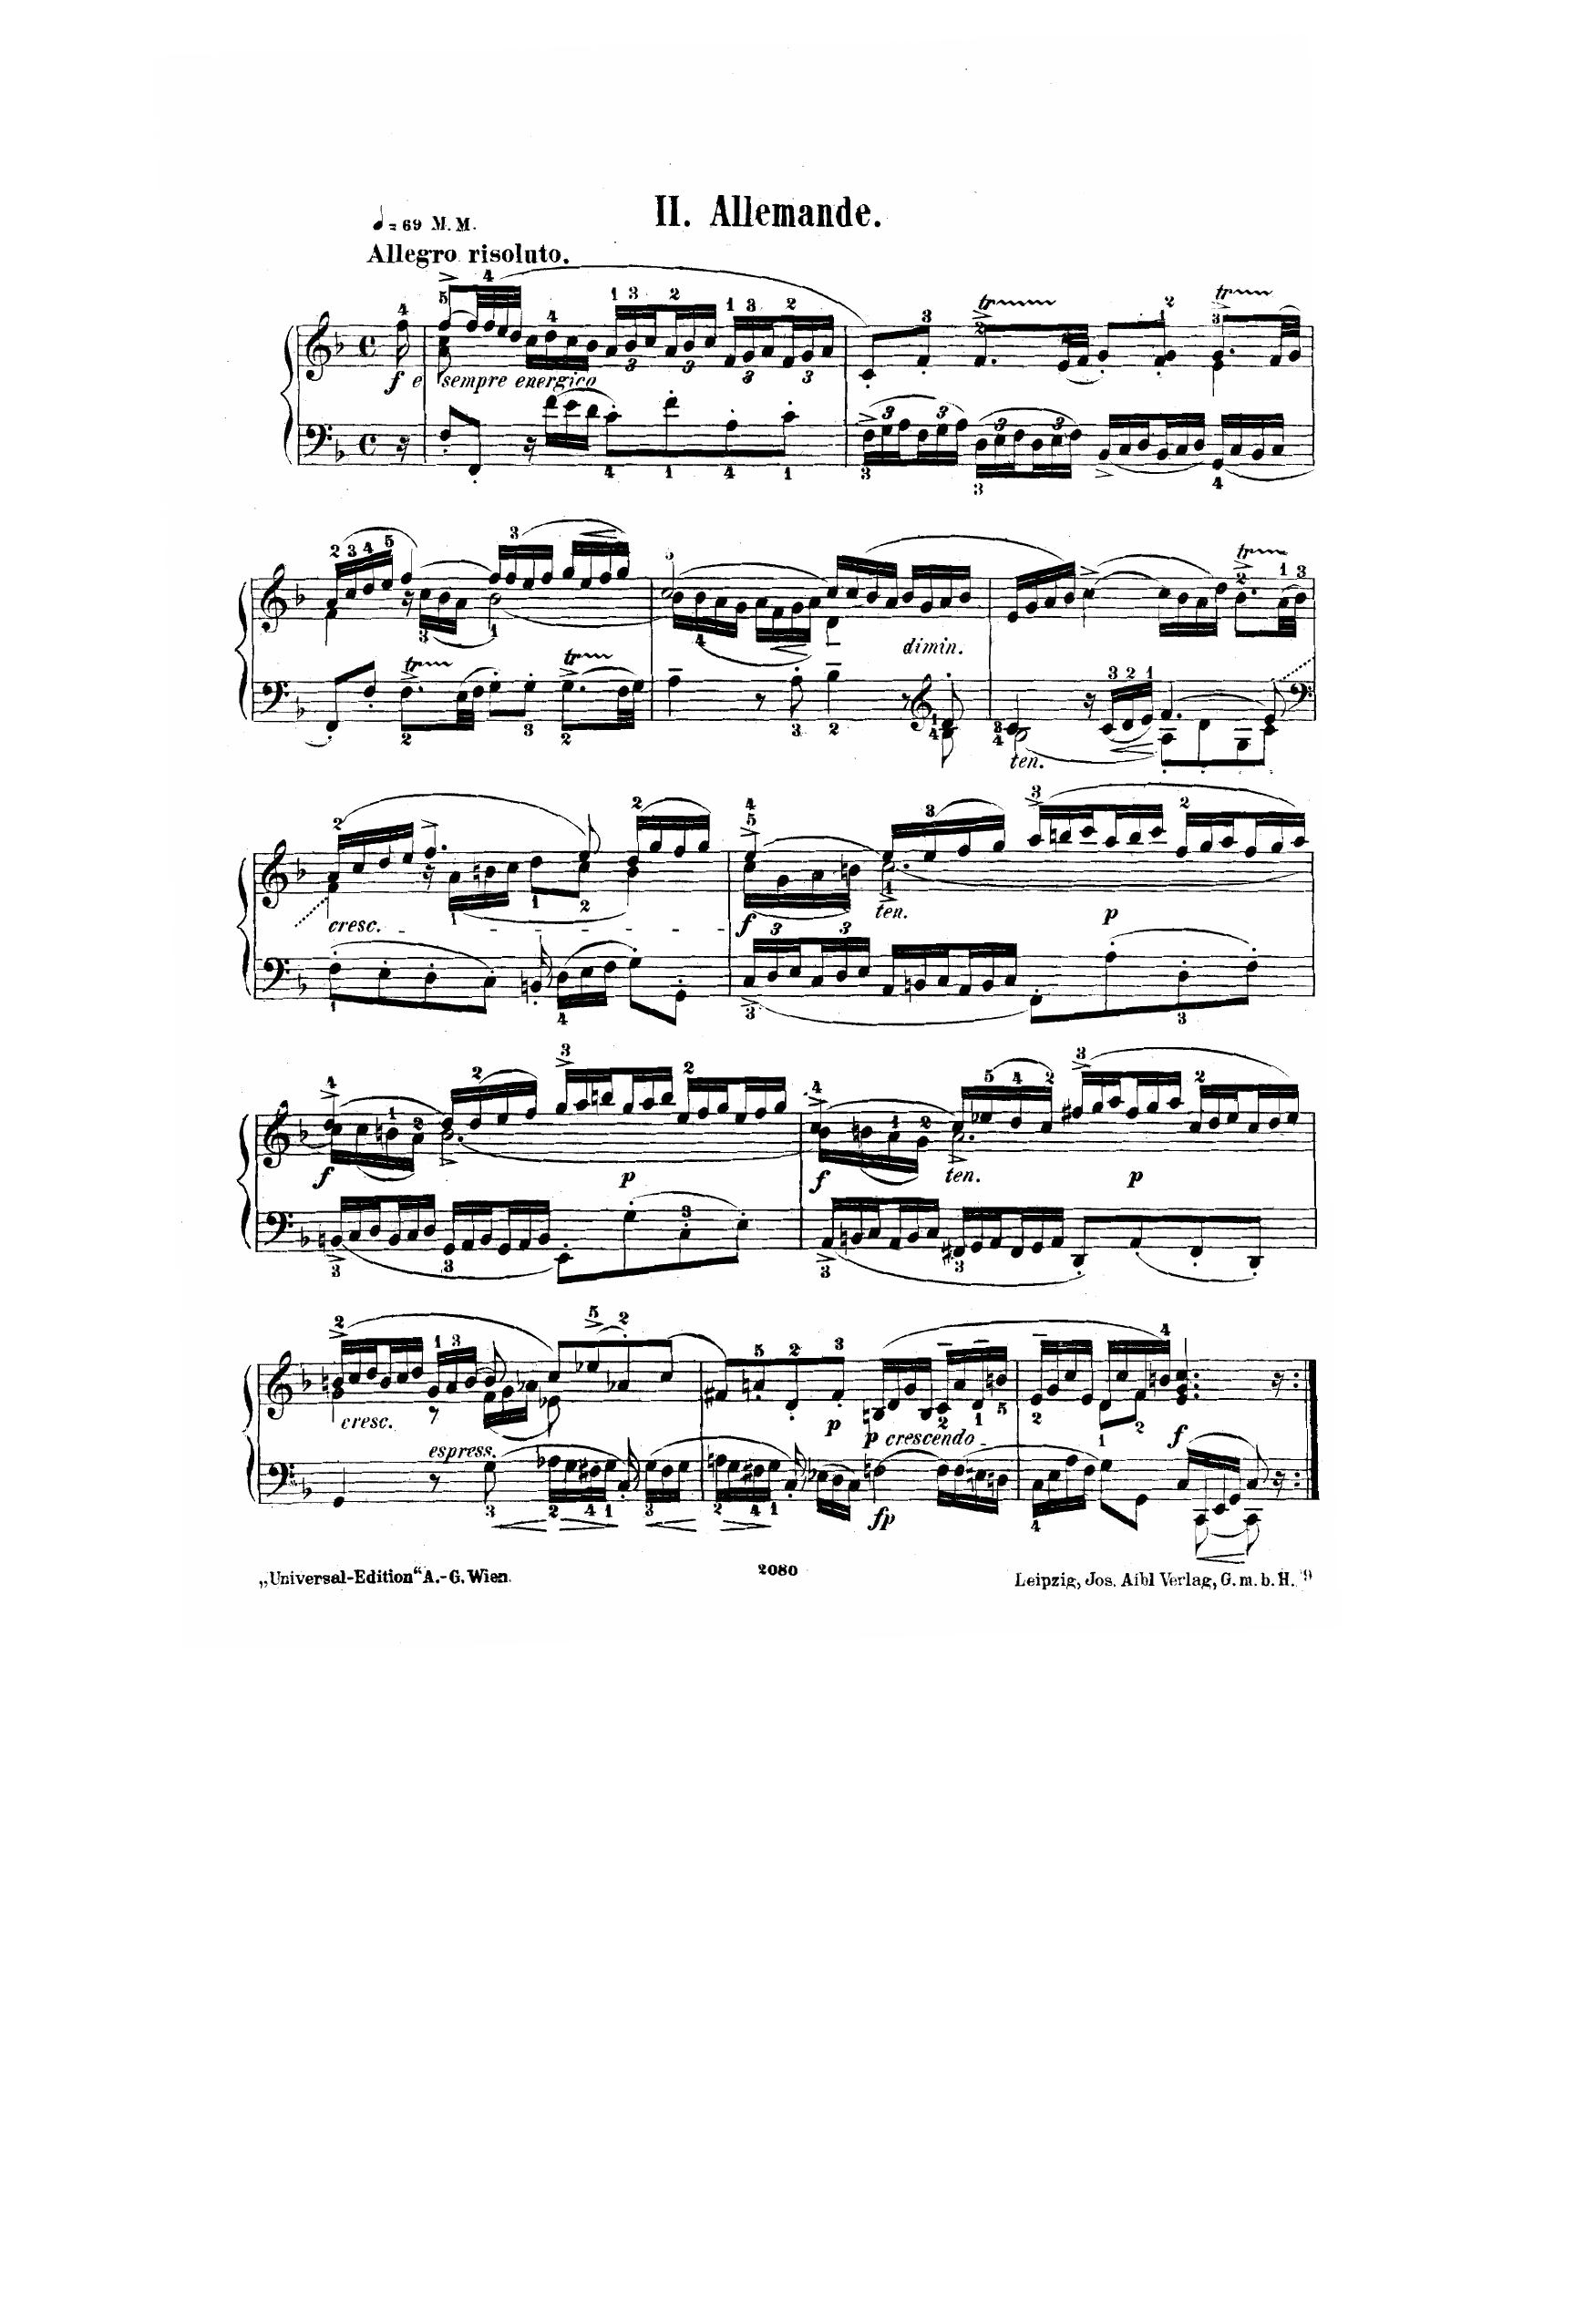 II. Allemande.
♩= 69 M. M.
Allegro risoluto.
f e sempre energico
dimin.
ten.
cresc.
f ten. p
f p f ten. p
cresc.
espress.
p p crescendo f
fp
„Universal-Edition“ A.-G. Wien.
2080
Leipzig, Jos. Aibl Verlag, G. m. b. H.